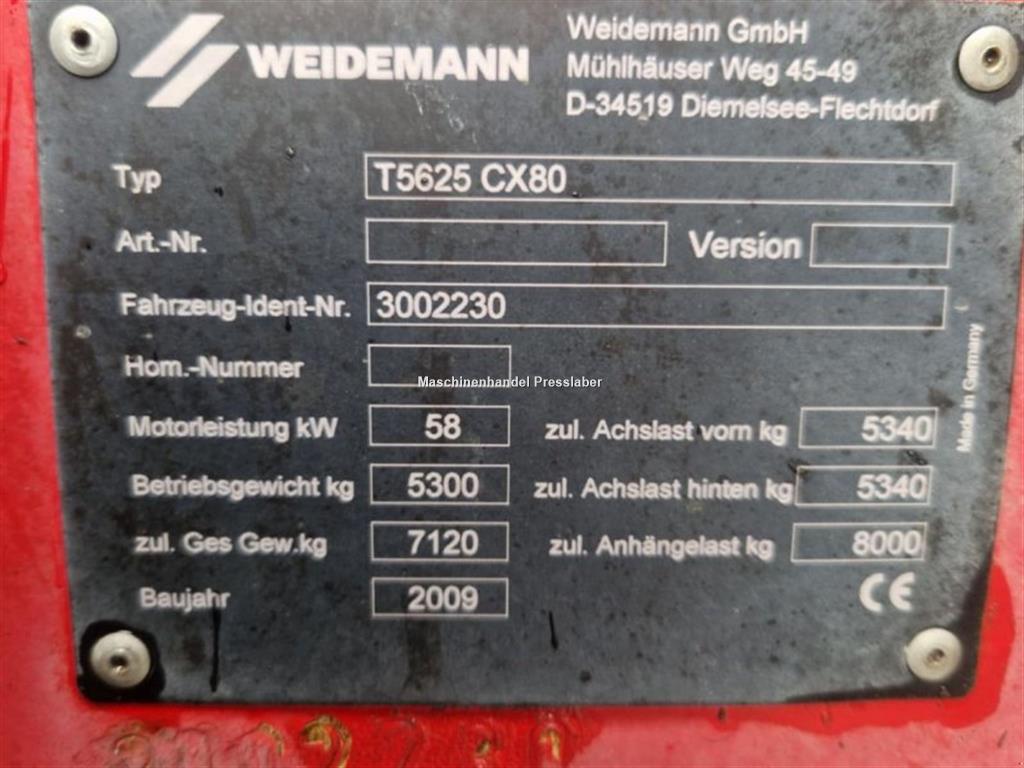 WEIDEMANN
Weidemann GmbH
Mühlhäuser Weg 45-49
D-34519 Diemelsee-Flechtdorf
Typ T5625 CX80
Art.-Nr. Version
Fahrzeug-Ident-Nr. 3002230
Hom.-Nummer
Maschinenhandel Presslaber
Motorleistung kW 58 zul. Achslast vorn kg 5340
Betriebsgewicht kg 5300 zul. Achslast hinten kg 5340
zul. Ges Gew.kg 7120 zul. Anhängelast kg 8000
Baujahr 2009 CE
Made in Germany